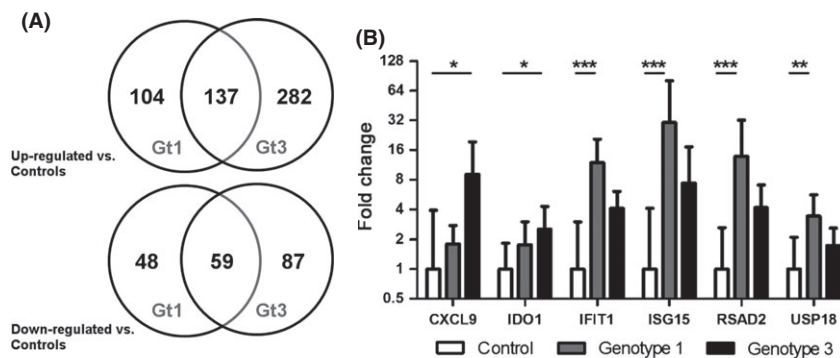 (A)
104 137 282
Gt1 Gt3
Up-regulated vs.
Controls
48 59 87
Gt1 Gt3
Down-regulated vs.
Controls
(B)
Fold change
128
64
32
16
8
4
2
1
0.5
* * *** *** *** **
CXCL9 IDO1 IFIT1 ISG15 RSAD2 USP18
Control Genotype 1 Genotype 3